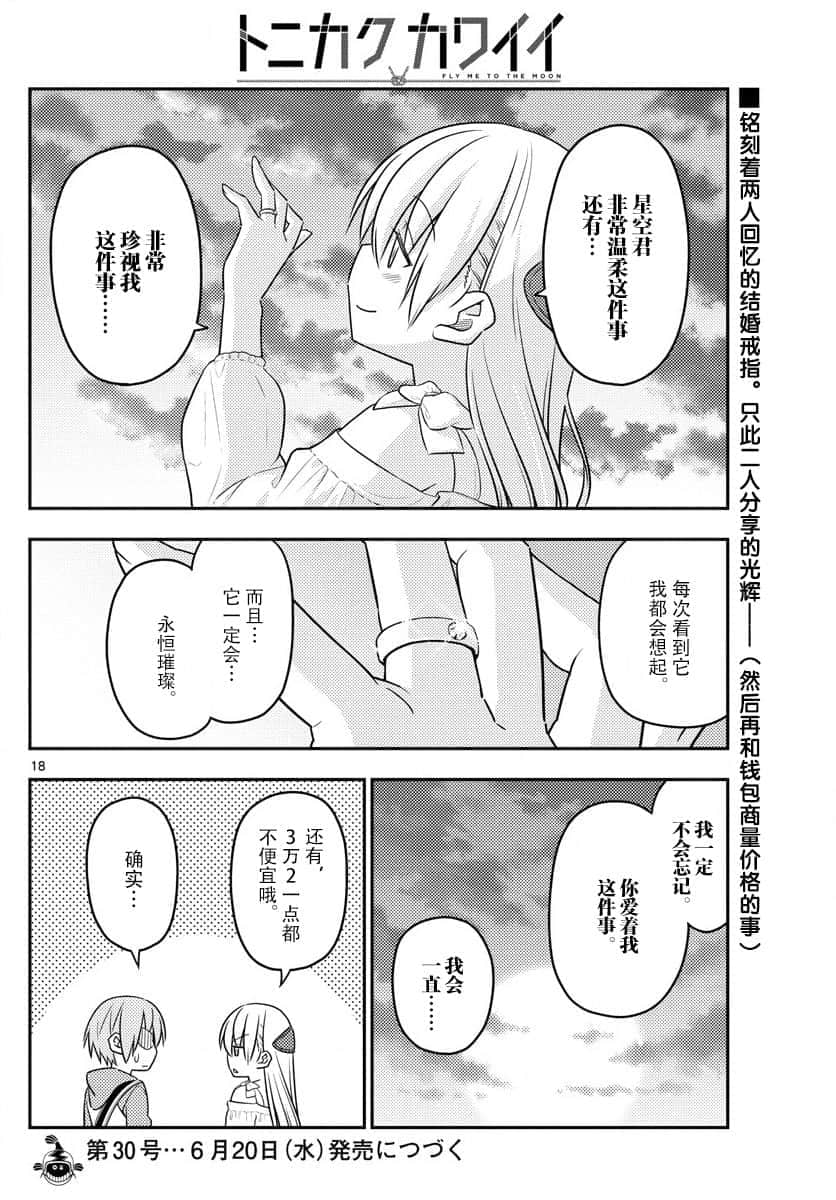 トニカクカワイイ
FLY ME TO THE MOON
■铭刻着两人回忆的结婚戒指。只此二人分享的光辉——（然后再和钱包商量价格的事）
星空君
非常温柔这件事
还有…
非常
珍视我
这件事……
每次看到它
我都会想起。
而且…
它一定会…
永恒璀璨。
18
我一定
不会忘记。
你爱着我
这件事。
我会
一直……
还有，
3万2一点都
不便宜哦。
确实…
第30号…6月20日（水）発売につづく